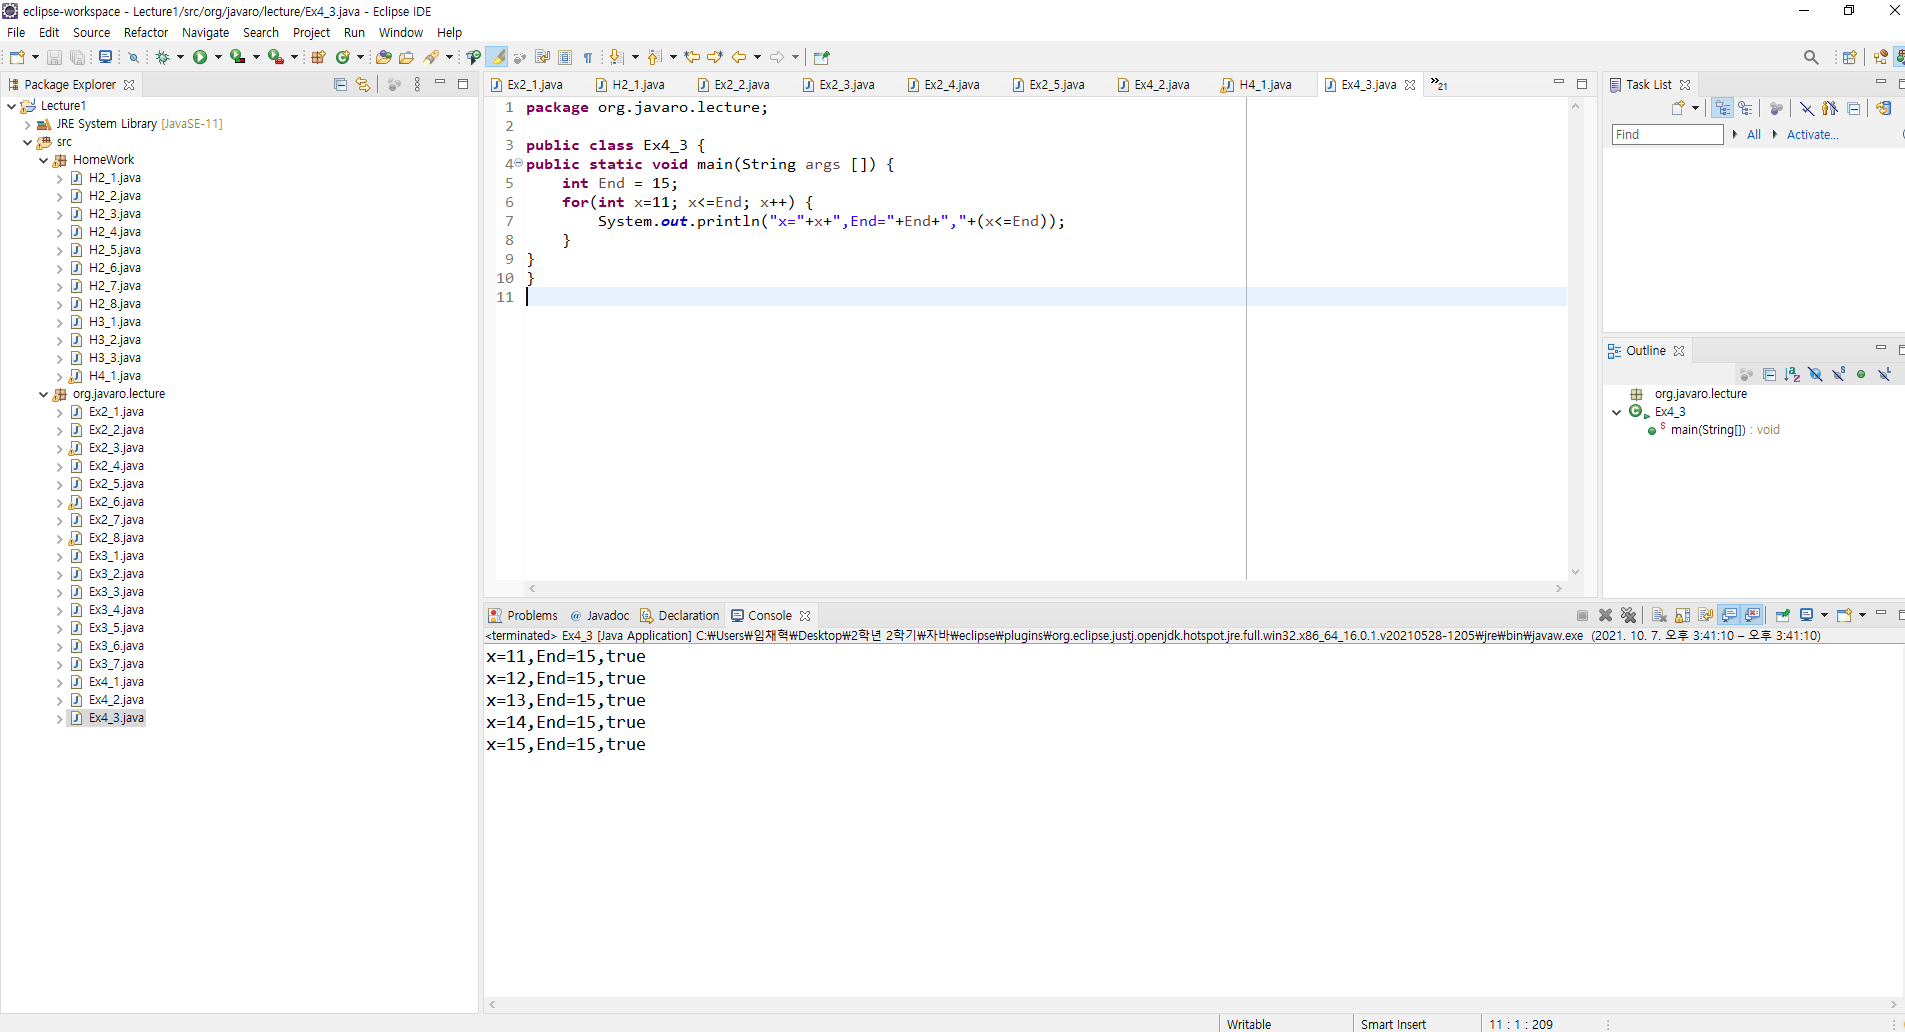 eclipse-workspace - Lecture1/src/org/javaro/lecture/Ex4_3.java - Eclipse IDE
File Edit Source Refactor Navigate Search Project Run Window Help
Package Explorer
Lecture1
JRE System Library [JavaSE-11]
src
HomeWork
H2_1.java
H2_2.java
H2_3.java
H2_4.java
H2_5.java
H2_6.java
H2_7.java
H2_8.java
H3_1.java
H3_2.java
H3_3.java
H4_1.java
org.javaro.lecture
Ex2_1.java
Ex2_2.java
Ex2_3.java
Ex2_4.java
Ex2_5.java
Ex2_6.java
Ex2_7.java
Ex2_8.java
Ex3_1.java
Ex3_2.java
Ex3_3.java
Ex3_4.java
Ex3_5.java
Ex3_6.java
Ex3_7.java
Ex4_1.java
Ex4_2.java
Ex4_3.java
Ex2_1.java H2_1.java Ex2_2.java Ex2_3.java Ex2_4.java Ex2_5.java Ex4_2.java H4_1.java Ex4_3.java »21
1 package org.javaro.lecture;
2
3 public class Ex4_3 {
4 public static void main(String args []) {
5 int End = 15;
6 for(int x=11; x<=End; x++) {
7 System.out.println("x="+x+",End="+End+","+(x<=End));
8 }
9 }
10 }
11
Task List
Find All Activate...
Outline
org.javaro.lecture
Ex4_3
main(String[]) : void
Problems @ Javadoc Declaration Console
<terminated> Ex4_3 [Java Application] C:₩Users₩임채혁₩Desktop₩2학년 2학기₩자바₩eclipse₩plugins₩org.eclipse.justj.openjdk.hotspot.jre.full.win32.x86_64_16.0.1.v20210528-1205₩jre₩bin₩javaw.exe (2021. 10. 7. 오후 3:41:10 – 오후 3:41:10)
x=11,End=15,true
x=12,End=15,true
x=13,End=15,true
x=14,End=15,true
x=15,End=15,true
Writable Smart Insert 11 : 1 : 209